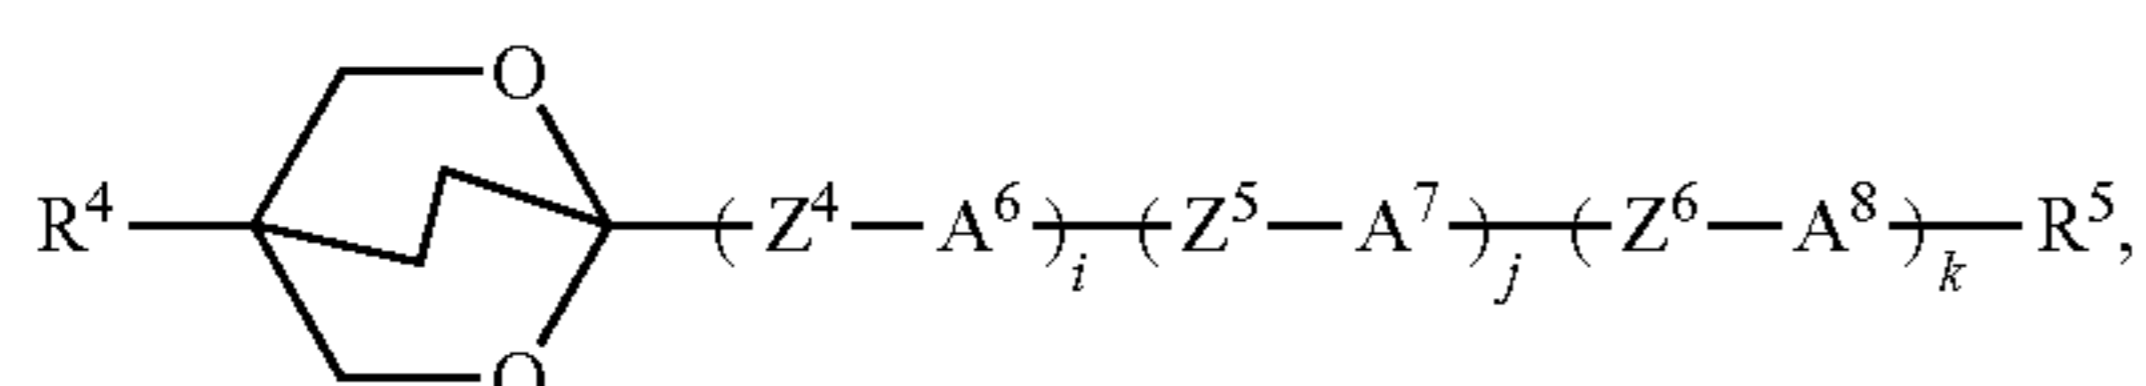 O
R⁴ ( Z⁴ — A⁶ )ᵢ ( Z⁵ — A⁷ )ⱼ ( Z⁶ — A⁸ )ₖ R⁵,
O